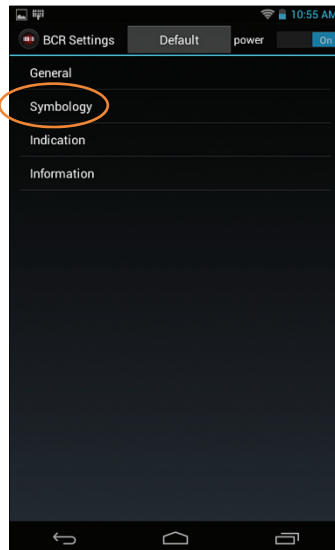 10:55 AM
BCR Settings Default power On
General
Symbology
Indication
Information